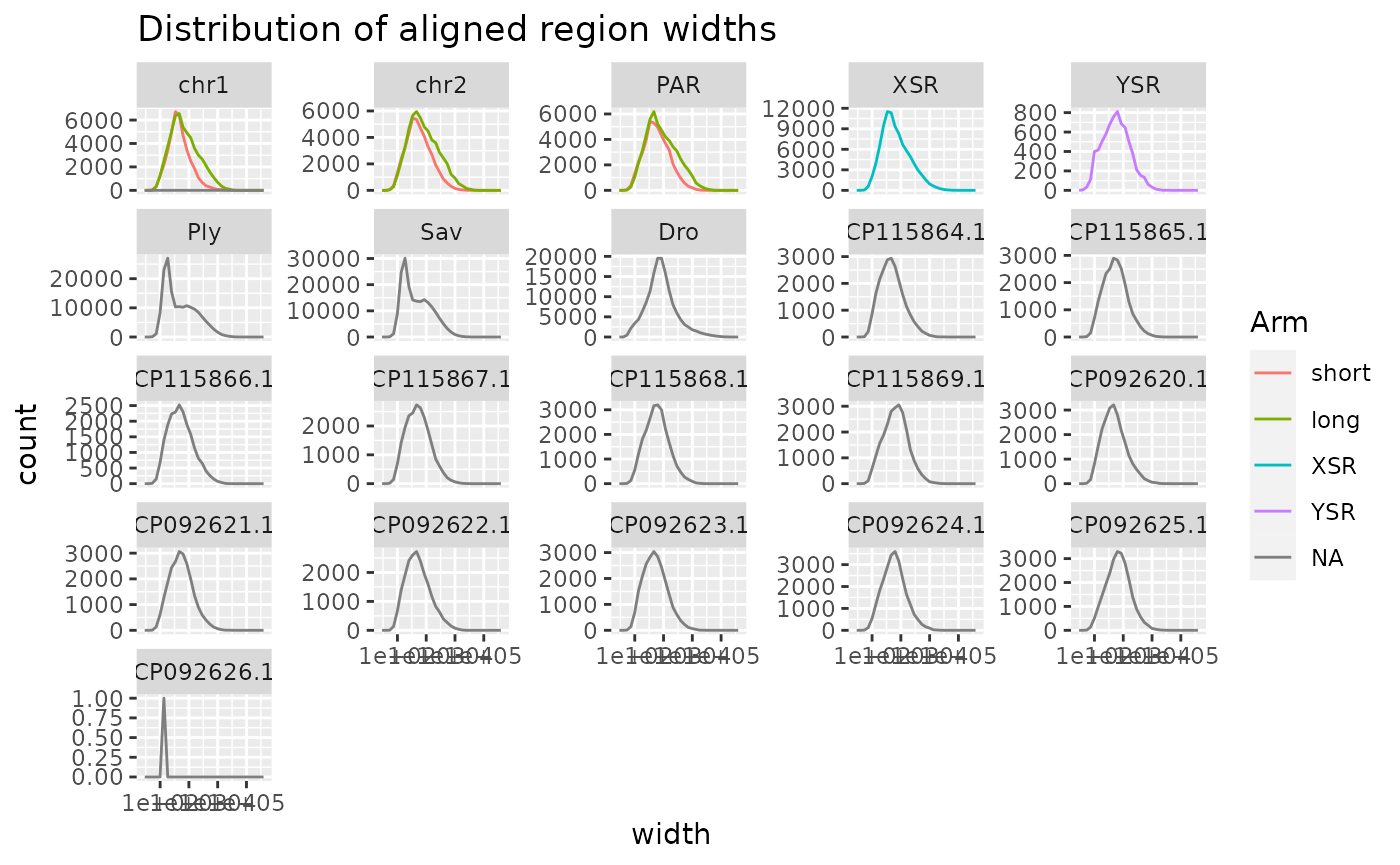 Distribution of aligned region widths
chr1 chr2 PAR XSR YSR
6000 4000 2000 0
6000 4000 2000 0
6000 4000 2000 0
12000 9000 6000 3000 0
800 600 400 200 0
Ply Sav Dro CP115864.1 CP115865.1
20000 10000 0
30000 20000 10000 0
20000 15000 10000 5000 0
3000 2000 1000 0
3000 2000 1000 0
CP115866.1 CP115867.1 CP115868.1 CP115869.1 CP092620.1
2500 2000 1500 1000 500 0
2000 1000 0
3000 2000 1000 0
3000 2000 1000 0
3000 2000 1000 0
CP092621.1 CP092622.1 CP092623.1 CP092624.1 CP092625.1
3000 2000 1000 0
2000 1000 0
3000 2000 1000 0
3000 2000 1000 0
3000 2000 1000 0
CP092626.1
1.00 0.75 0.50 0.25 0.00
count
width
Arm
short
long
XSR
YSR
NA